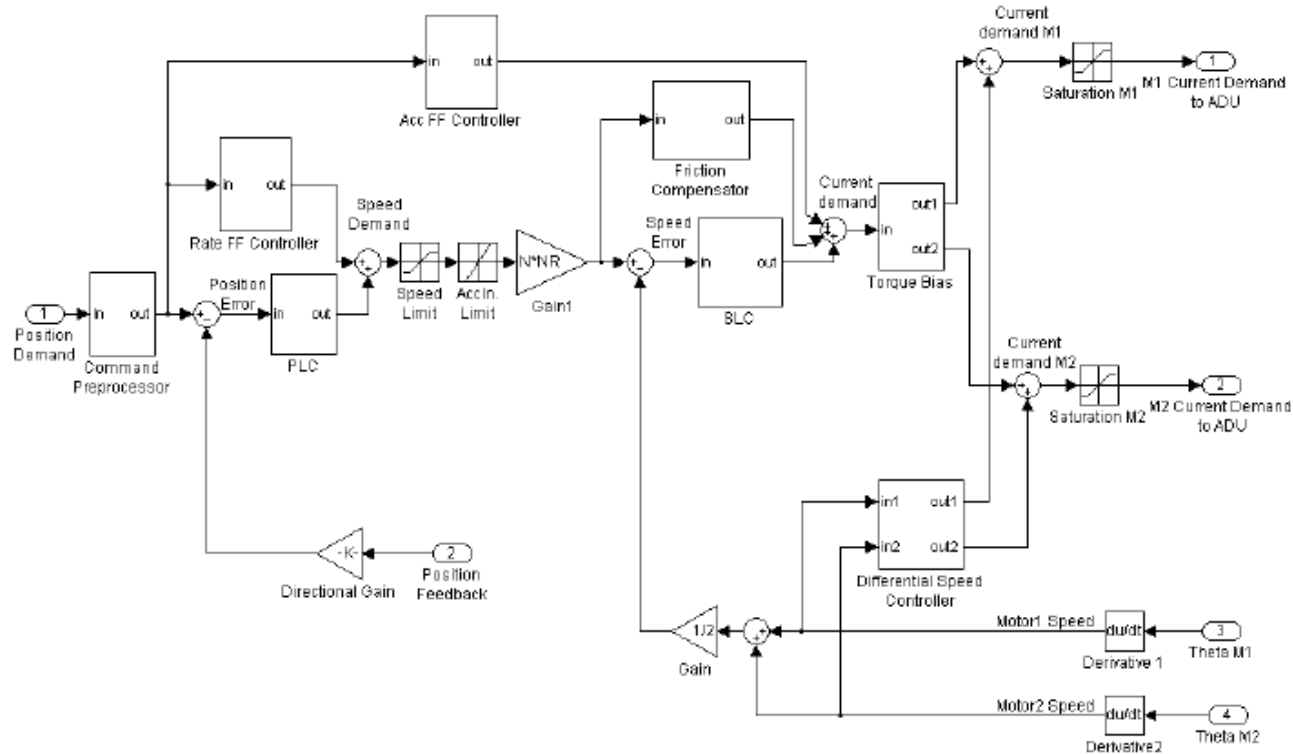 Current
demand M1
in out
Acc FF Controller
Saturation M1
1
M1 Current Demand
to ADU
in out
Friction
Compensator
in out
Rate FF Controller
Speed
Demand
Current
demand
out1
in
out2
Torque Bias
Speed
Error
in
out
SLC
N*NR
Gain1
Speed
Limit
Accln.
Limit
1
Position
Demand
in out
Command
Preprocessor
Position
Error
in out
PLC
Current
demand M2
Saturation M2
2
M2 Current Demand
to ADU
in1 out1
in2 out2
Differential Speed
Controller
-K-
Directional Gain
2
Position
Feedback
1/2
Gain
Motor1 Speed
du/dt
Derivative 1
3
Theta M1
Motor2 Speed
du/dt
Derivative2
4
Theta M2